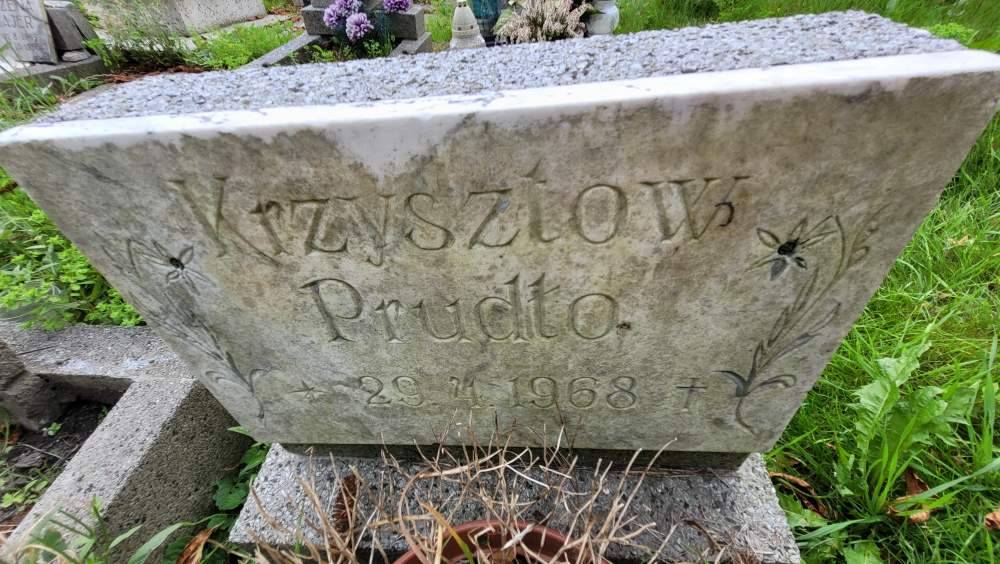 Krzysztow
Prudło
* 29. 4. 1968 †